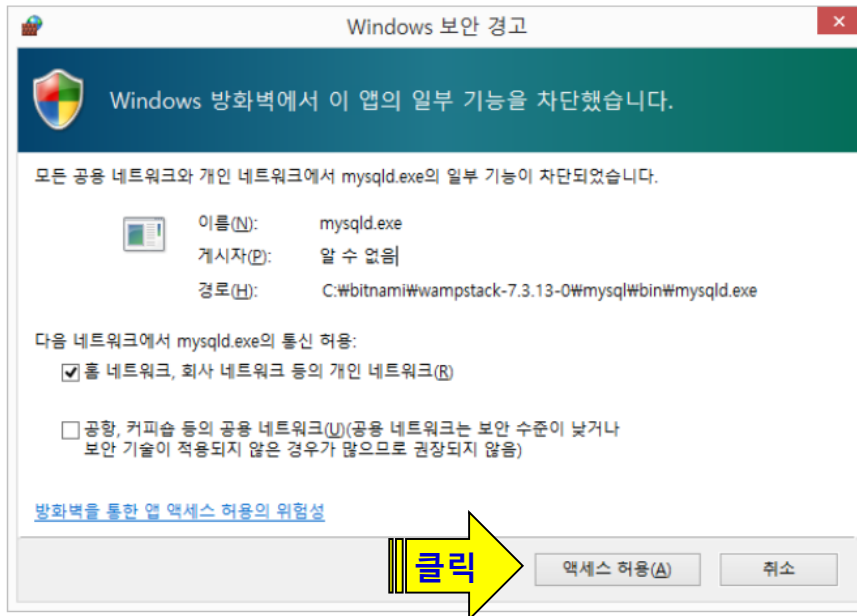 Windows 보안 경고
Windows 방화벽에서 이 앱의 일부 기능을 차단했습니다.
모든 공용 네트워크와 개인 네트워크에서 mysqld.exe의 일부 기능이 차단되었습니다.
이름(N): mysqld.exe
게시자(P): 알 수 없음
경로(H): C:₩bitnami₩wampstack-7.3.13-0₩mysql₩bin₩mysqld.exe
다음 네트워크에서 mysqld.exe의 통신 허용:
홈 네트워크, 회사 네트워크 등의 개인 네트워크(R)
공항, 커피숍 등의 공용 네트워크(U)(공용 네트워크는 보안 수준이 낮거나
보안 기술이 적용되지 않은 경우가 많으므로 권장되지 않음)
방화벽을 통한 앱 액세스 허용의 위험성
클릭
액세스 허용(A) 취소